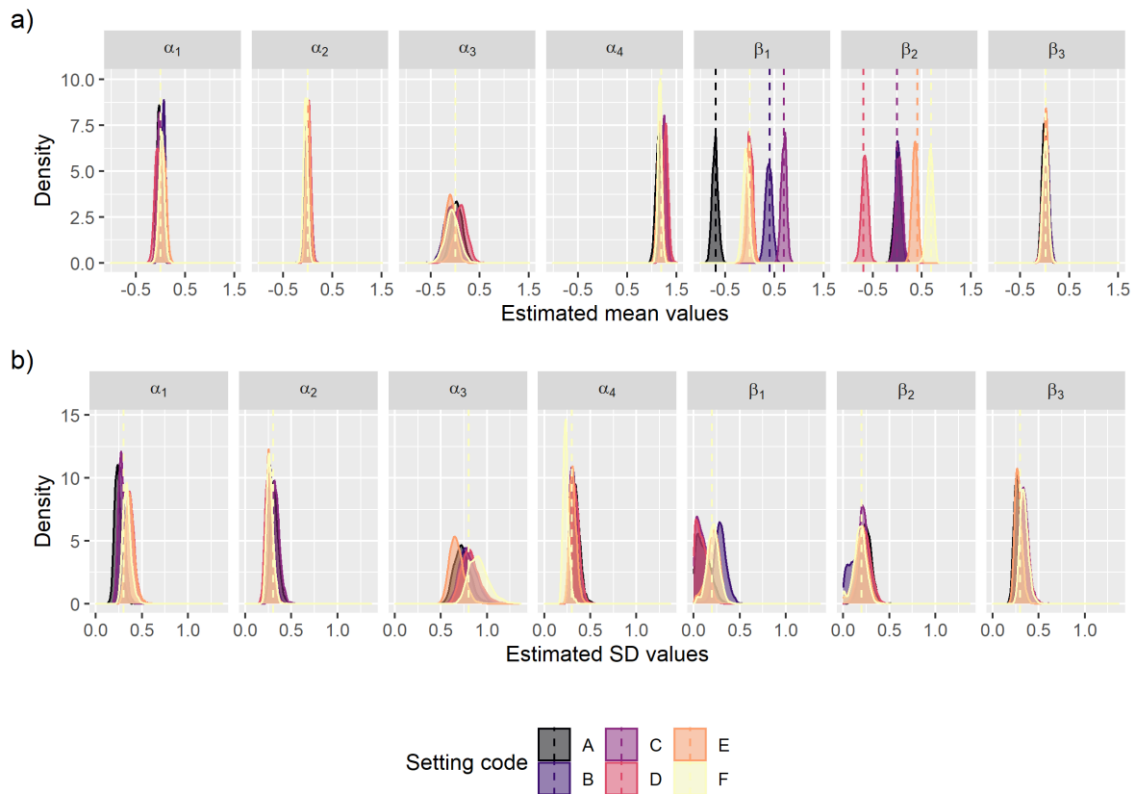 a)
α1 α2 α3 α4 β1 β2 β3
10.0
7.5
5.0
2.5
0.0
Density
-0.5 0.5 1.5 -0.5 0.5 1.5 -0.5 0.5 1.5 -0.5 0.5 1.5 -0.5 0.5 1.5 -0.5 0.5 1.5 -0.5 0.5 1.5
Estimated mean values
b)
α1 α2 α3 α4 β1 β2 β3
15
10
5
0
Density
0.0 0.5 1.0 0.0 0.5 1.0 0.0 0.5 1.0 0.0 0.5 1.0 0.0 0.5 1.0 0.0 0.5 1.0 0.0 0.5 1.0
Estimated SD values
Setting code
A C E
B D F